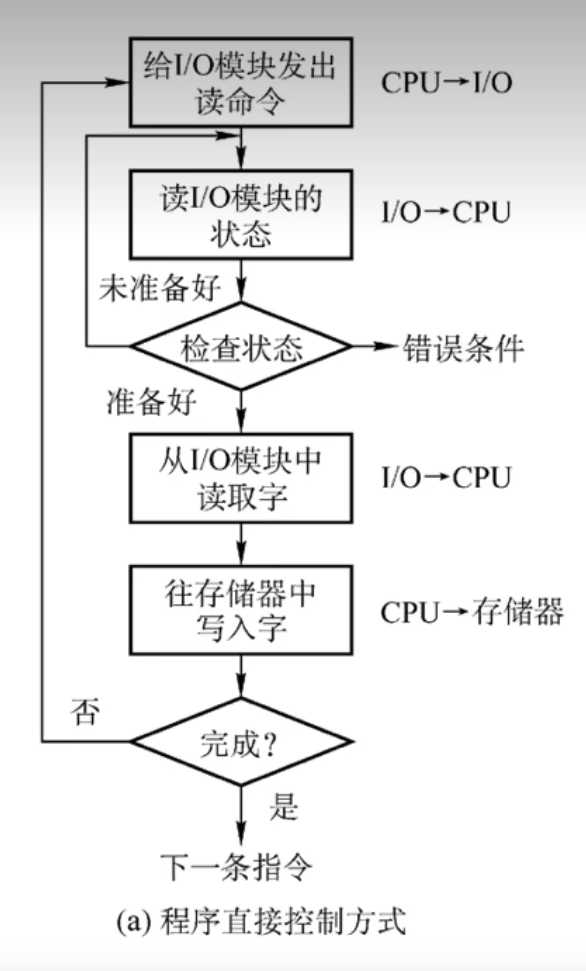 给I/O模块发出
读命令
CPU→I/O
读I/O模块的
状态
I/O→CPU
未准备好
检查状态
错误条件
准备好
从I/O模块中
读取字
I/O→CPU
往存储器中
写入字
CPU→存储器
否
完成?
是
下一条指令
(a) 程序直接控制方式